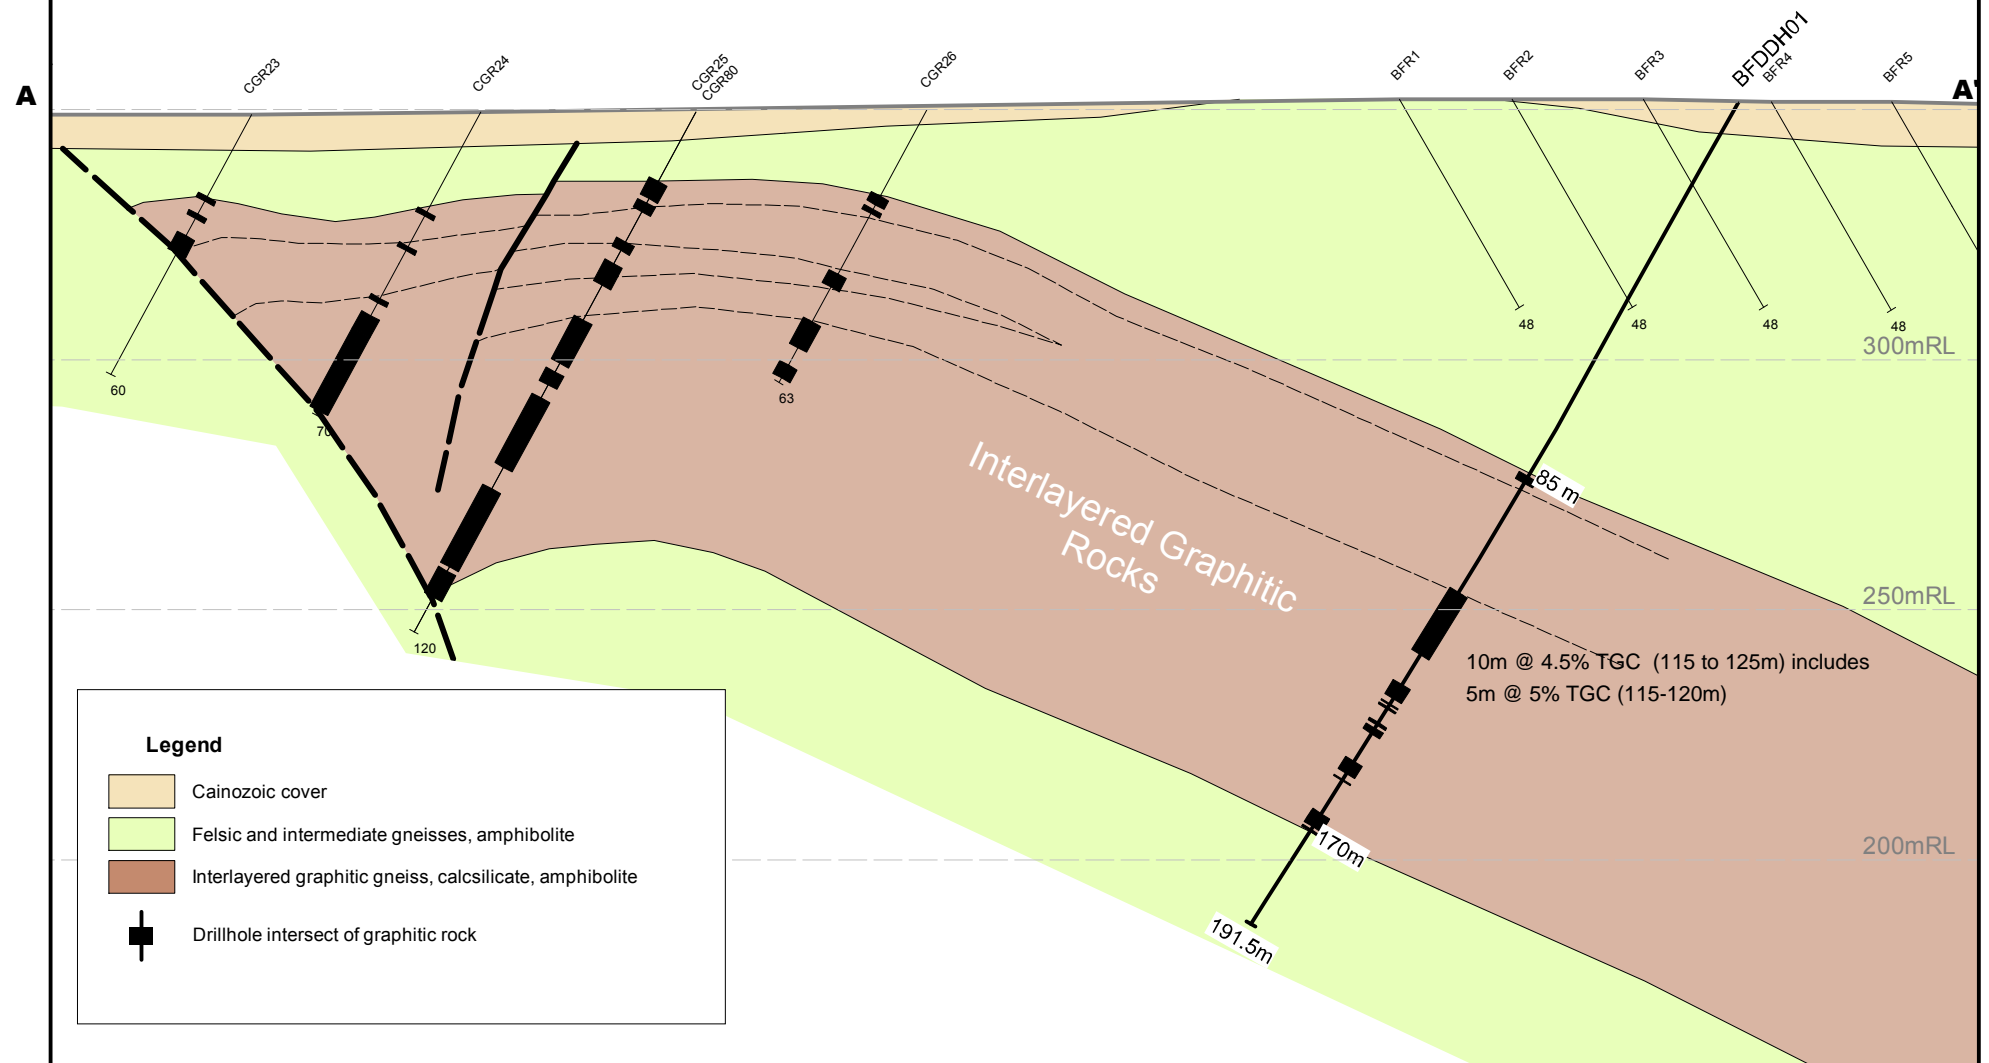 CGR23
CGR24
CGR25
CGR80
CGR26
BFR1
BFR2
BFR3
BFDDH01
BFR4
BFR5
A
A'
48
48
48
48
300mRL
60
63
70
85 m
Interlayered Graphitic
Rocks
250mRL
120
10m @ 4.5% TGC (115 to 125m) includes
5m @ 5% TGC (115-120m)
170m
200mRL
191.5m
Legend
Cainozoic cover
Felsic and intermediate gneisses, amphibolite
Interlayered graphitic gneiss, calcsilicate, amphibolite
Drillhole intersect of graphitic rock